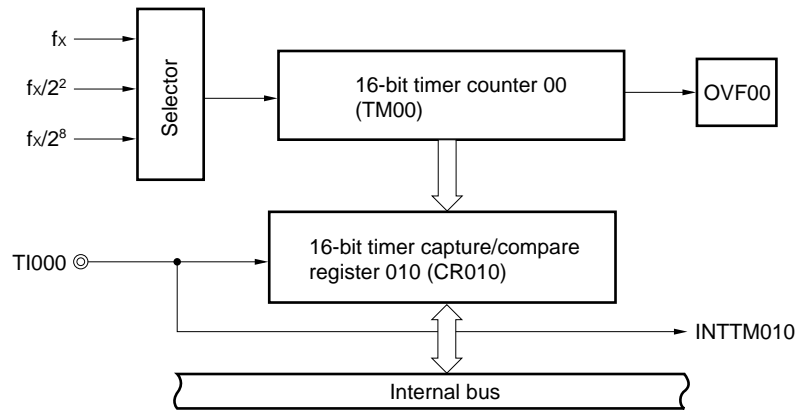 fX
fX/2²
fX/2⁸
Selector
16-bit timer counter 00
(TM00)
OVF00
TI000
16-bit timer capture/compare
register 010 (CR010)
INTTM010
Internal bus